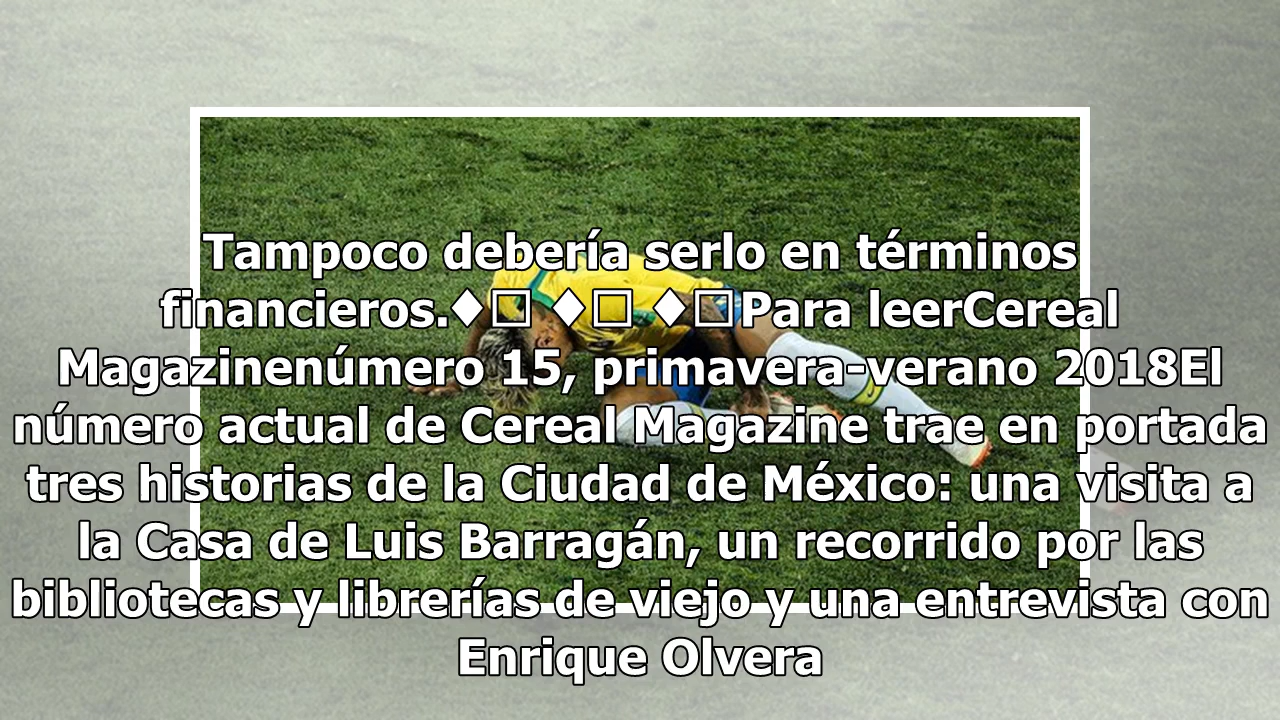 Tampoco debería serlo en términos
financieros.♦□ ♦□ ♦□Para leerCereal
Magazinenúmero 15, primavera-verano 2018El
número actual de Cereal Magazine trae en portada
tres historias de la Ciudad de México: una visita a
la Casa de Luis Barragán, un recorrido por las
bibliotecas y librerías de viejo y una entrevista con
Enrique Olvera